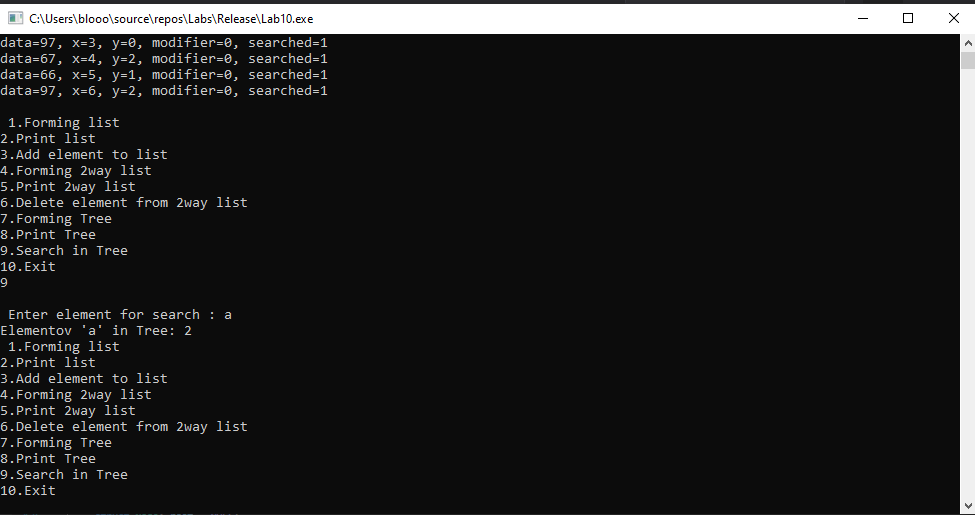 C:\Users\blooo\source\repos\Labs\Release\Lab10.exe
data=97, x=3, y=0, modifier=0, searched=1
data=67, x=4, y=2, modifier=0, searched=1
data=66, x=5, y=1, modifier=0, searched=1
data=97, x=6, y=2, modifier=0, searched=1
1.Forming list
2.Print list
3.Add element to list
4.Forming 2way list
5.Print 2way list
6.Delete element from 2way list
7.Forming Tree
8.Print Tree
9.Search in Tree
10.Exit
9
Enter element for search : a
Elementov 'a' in Tree: 2
1.Forming list
2.Print list
3.Add element to list
4.Forming 2way list
5.Print 2way list
6.Delete element from 2way list
7.Forming Tree
8.Print Tree
9.Search in Tree
10.Exit